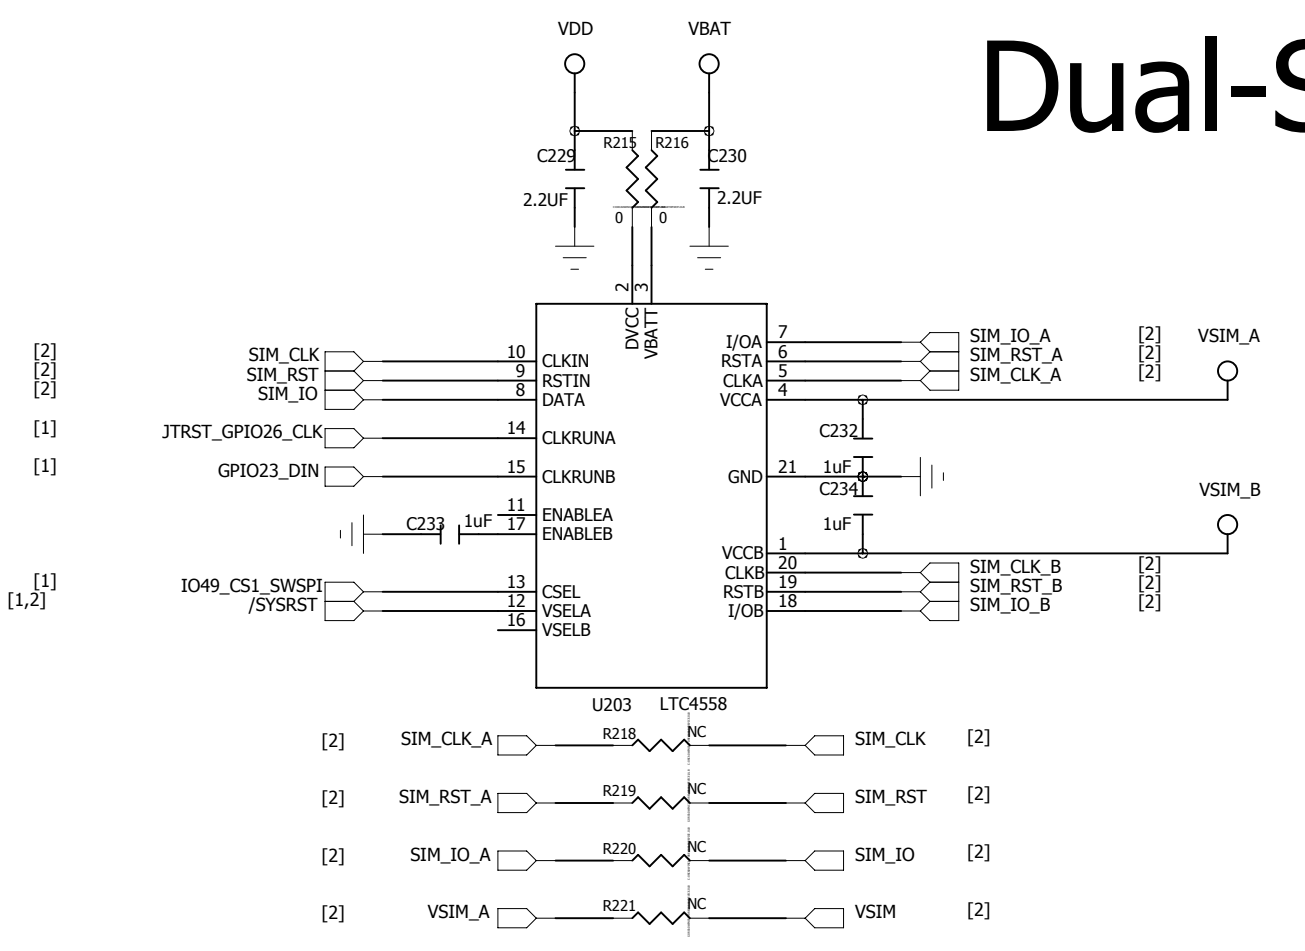 VDD VBAT
Dual-S
R215 R216
C229 C230
2.2UF 2.2UF
0 0
2 3
DVCC VBATT
[2] SIM_CLK 10 CLKIN
[2] SIM_RST 9 RSTIN
[2] SIM_IO 8 DATA
[1] JTRST_GPIO26_CLK 14 CLKRUNA
[1] GPIO23_DIN 15 CLKRUNB
11 ENABLEA
C233 1uF 17 ENABLEB
[1] IO49_CS1_SWSPI 13 CSEL
[1,2] /SYSRST 12 VSELA
16 VSELB
I/OA 7 SIM_IO_A [2]
RSTA 6 SIM_RST_A [2]
CLKA 5 SIM_CLK_A [2]
VCCA 4 VSIM_A
C232
1uF
GND 21
C234
1uF
VCCB 1 VSIM_B
CLKB 20 SIM_CLK_B [2]
RSTB 19 SIM_RST_B [2]
I/OB 18 SIM_IO_B [2]
U203 LTC4558
[2] SIM_CLK_A R218 NC SIM_CLK [2]
[2] SIM_RST_A R219 NC SIM_RST [2]
[2] SIM_IO_A R220 NC SIM_IO [2]
[2] VSIM_A R221 NC VSIM [2]